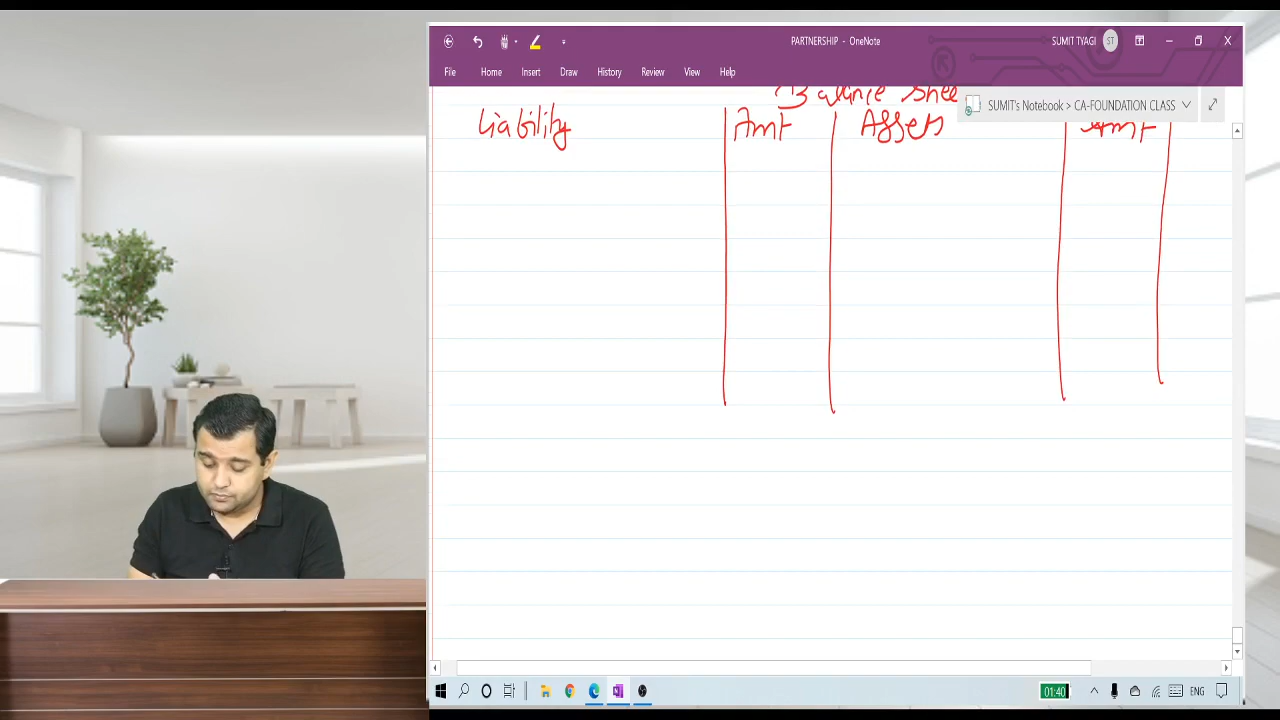 PARTNERSHIP - OneNote
SUMIT TYAGI ST
File Home Insert Draw History Review View Help
Balance Shee
SUMIT's Notebook > CA-FOUNDATION CLASS
Liability Amt Assets Amt
01:40 ENG